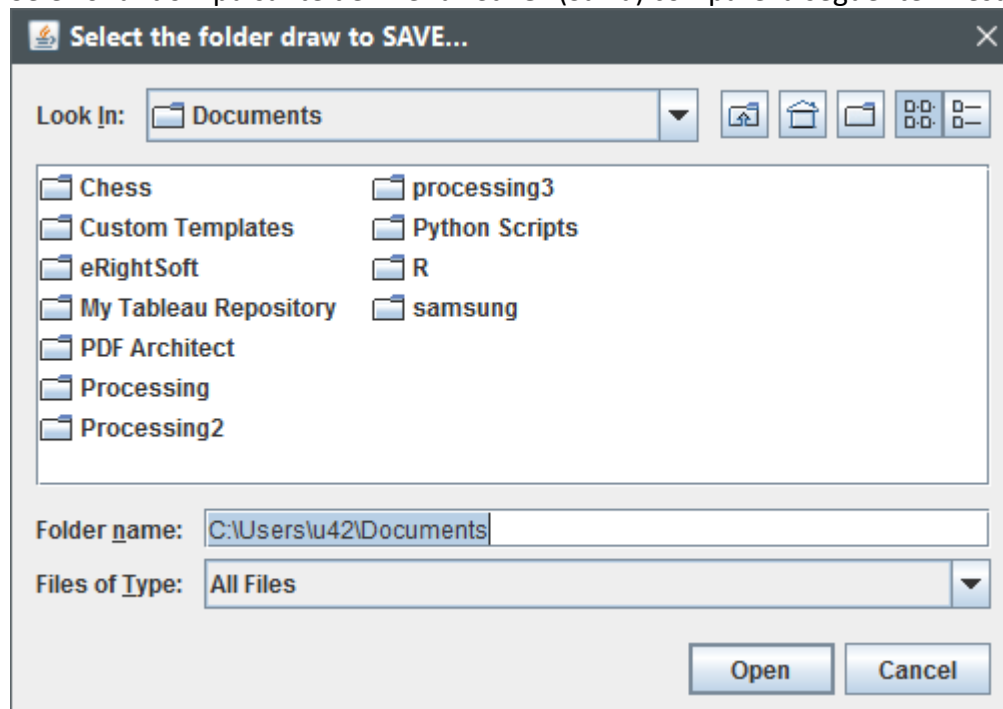 Select the folder draw to SAVE...
Look In: Documents
Chess
Custom Templates
eRightSoft
My Tableau Repository
PDF Architect
Processing
Processing2
processing3
Python Scripts
R
samsung
Folder name: C:\Users\u42\Documents
Files of Type: All Files
Open Cancel